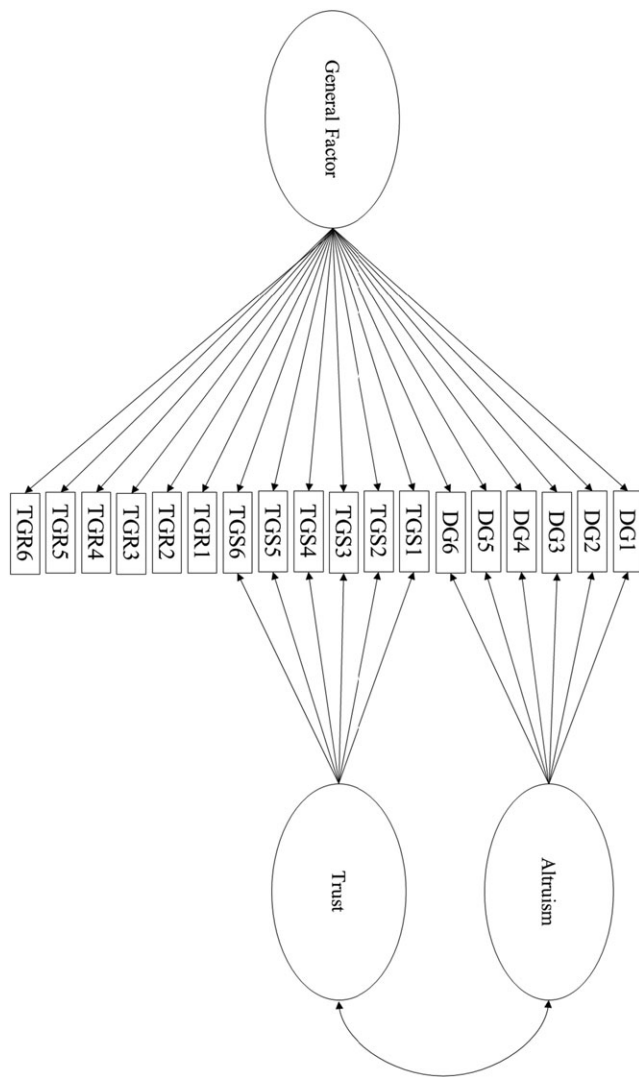 General Factor
DG1
DG2
DG3
DG4
DG5
DG6
TGS1
TGS2
TGS3
TGS4
TGS5
TGS6
TGR1
TGR2
TGR3
TGR4
TGR5
TGR6
Altruism
Trust